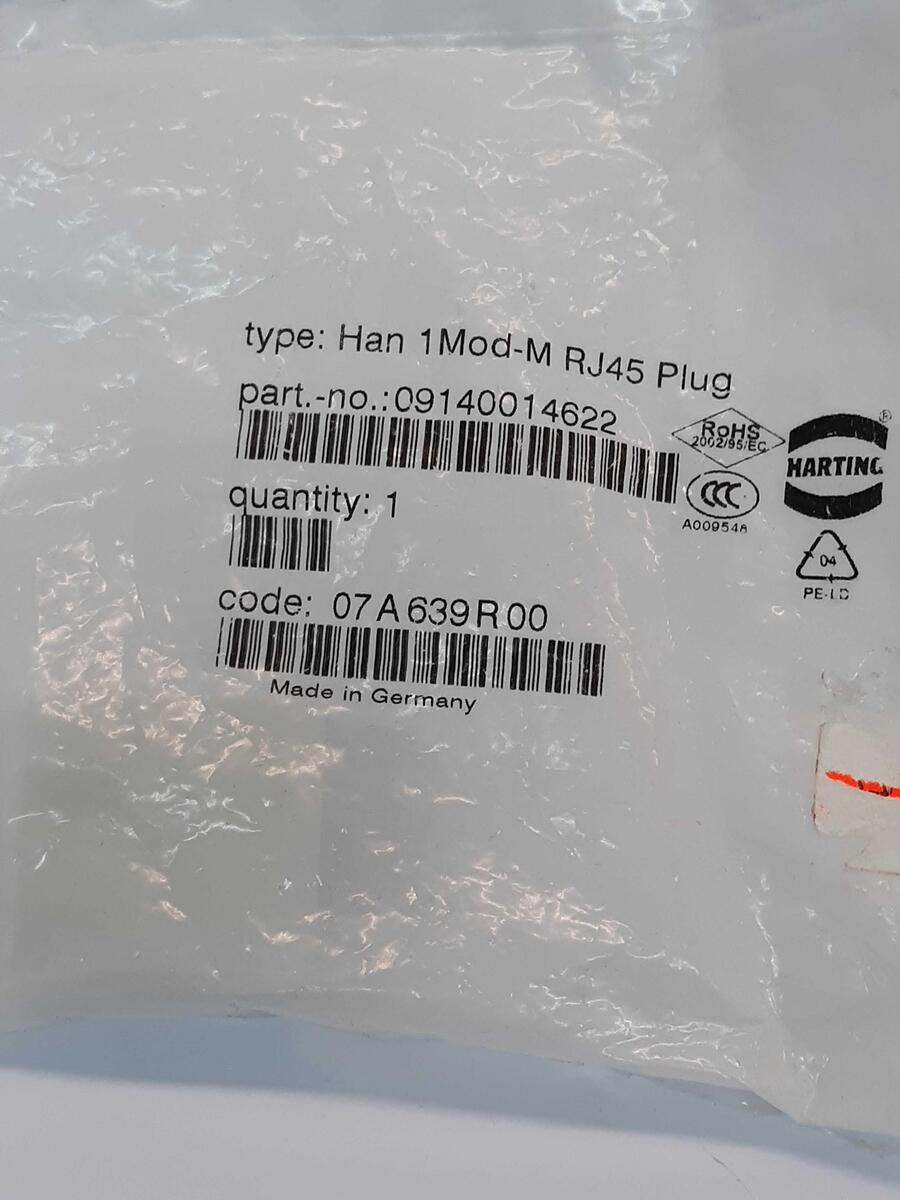 type: Han 1Mod-M RJ45 Plug
part.-no.:09140014622
quantity: 1
code: 07A639R00
Made in Germany
RoHS
2002/95/EC
CCC
A009548
HARTING
®
04
PE-LD